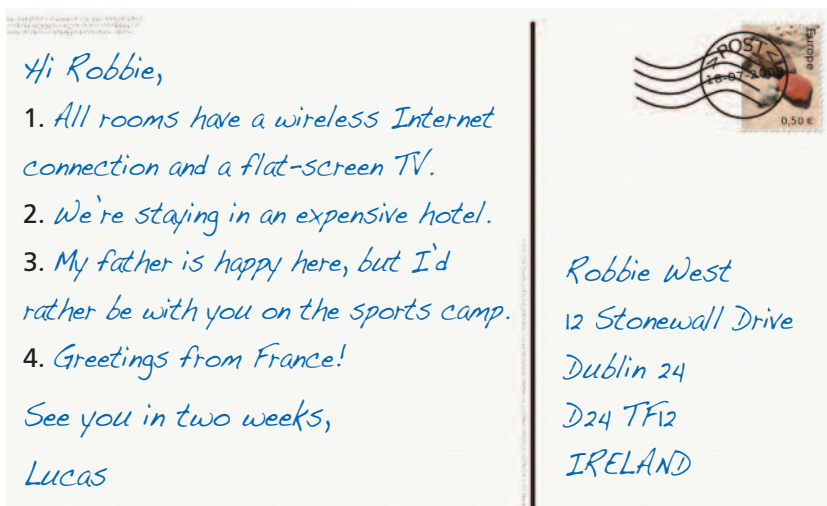 Hi Robbie,
1. All rooms have a wireless Internet
connection and a flat-screen TV.
2. We're staying in an expensive hotel.
3. My father is happy here, but I'd
rather be with you on the sports camp.
4. Greetings from France!
See you in two weeks,
Lucas
Europe
POST
0,50 €
Robbie West
12 Stonewall Drive
Dublin 24
D24 TF12
IRELAND